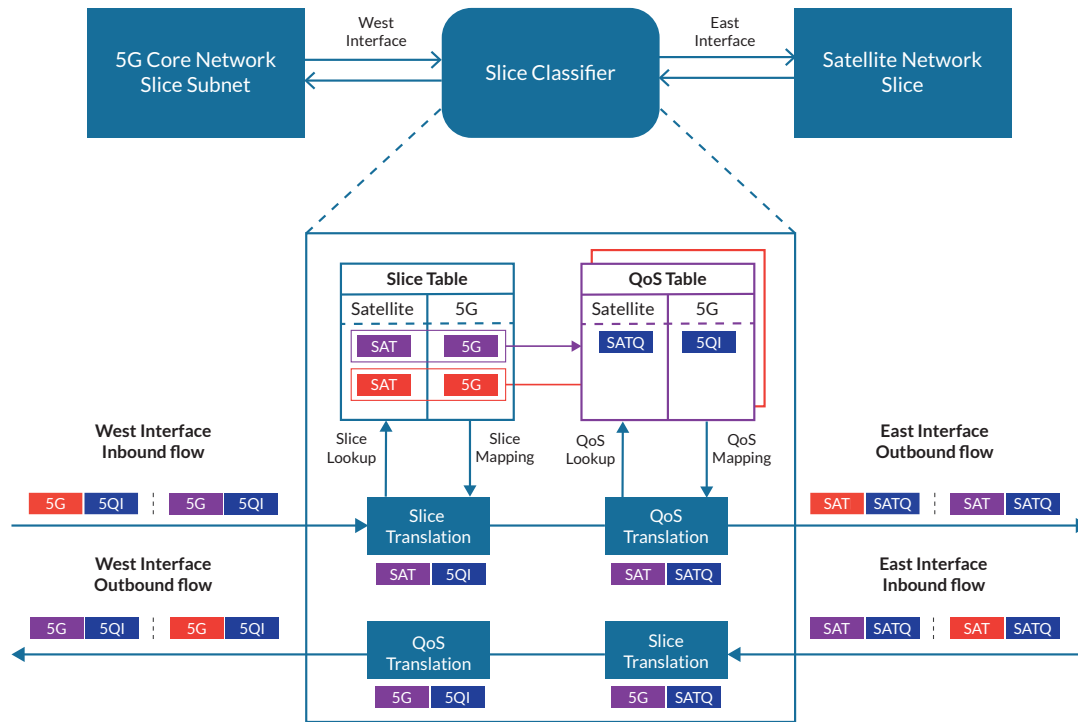 West
Interface
East
Interface
5G Core Network
Slice Subnet
Slice Classifier
Satellite Network
Slice
Slice Table
QoS Table
Satellite 5G
Satellite 5G
SAT 5G
SATQ 5QI
SAT 5G
Slice
Lookup
Slice
Mapping
QoS
Lookup
QoS
Mapping
West Interface
Inbound flow
East Interface
Outbound flow
5G 5QI 5G 5QI
Slice
Translation
QoS
Translation
SAT SATQ SAT SATQ
SAT 5QI
SAT SATQ
West Interface
Outbound flow
East Interface
Inbound flow
5G 5QI 5G 5QI
QoS
Translation
Slice
Translation
SAT SATQ SAT SATQ
5G 5QI
5G SATQ